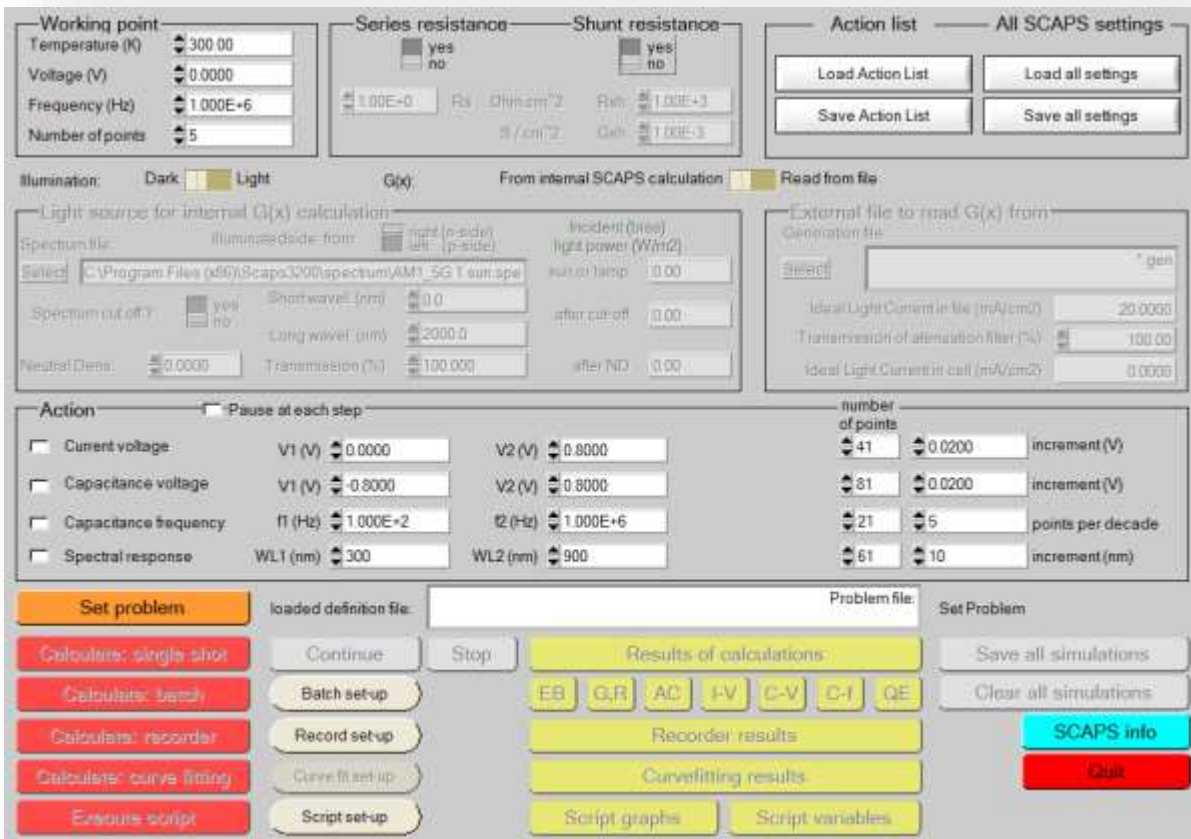 Working point
Temperature (K) 300.00
Voltage (V) 0.0000
Frequency (Hz) 1.000E+6
Number of points 5
Series resistance
yes
no
1.00E+0 Rs Ohm.cm^2
S / cm^2
Shunt resistance
yes
no
Rsh 1.00E+3
Gsh 1.00E-3
Action list
Load Action List
Save Action List
All SCAPS settings
Load all settings
Save all settings
Illumination: Dark Light G(x): From internal SCAPS calculation Read from file
Light source for internal G(x) calculation
Spectrum file: Illuminated side: from right (n-side)
left (p-side)
Incident (bias)
light power (W/m2)
Select C:\Program Files (x86)\Scaps3200\spectrum\AM1_5G 1 sun.spe sun or lamp 0.00
Spectrum cut off ? yes
no
Short wavel. (nm) 0.0
Long wavel. (nm) 2000.0
after cut-off 0.00
Neutral Dens. 0.0000 Transmission (%) 100.000 after ND 0.00
External file to read G(x) from
Generation file
Select *.gen
Ideal Light Current in file (mA/cm2) 20.0000
Transmission of attenuation filter (%) 100.00
Ideal Light Current in cell (mA/cm2) 0.0000
Action Pause at each step number
of points
Current voltage V1 (V) 0.0000 V2 (V) 0.8000 41 0.0200 increment (V)
Capacitance voltage V1 (V) -0.8000 V2 (V) 0.8000 81 0.0200 increment (V)
Capacitance frequency f1 (Hz) 1.000E+2 f2 (Hz) 1.000E+6 21 5 points per decade
Spectral response WL1 (nm) 300 WL2 (nm) 900 61 10 increment (nm)
Set problem loaded definition file: Problem file: Set Problem
Calculate: single shot Continue Stop Results of calculations Save all simulations
Calculate: batch Batch set-up EB G,R AC I-V C-V C-f QE Clear all simulations
Calculate: recorder Record set-up Recorder results SCAPS info
Calculate: curve fitting Curve fit set-up Curvefitting results Quit
Execute script Script set-up Script graphs Script variables